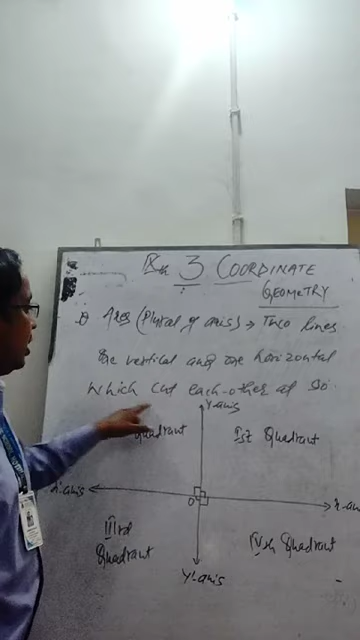 Ch 3 COORDINATE
GEOMETRY
Axes (Plural of axis) → Two lines
one vertical and one horizontal
which cut each-other at 90°
Y-axis
Quadrant
Ist Quadrant
X'-axis
O
X-axis
IIIrd
Quadrant
IVth Quadrant
Y'-axis